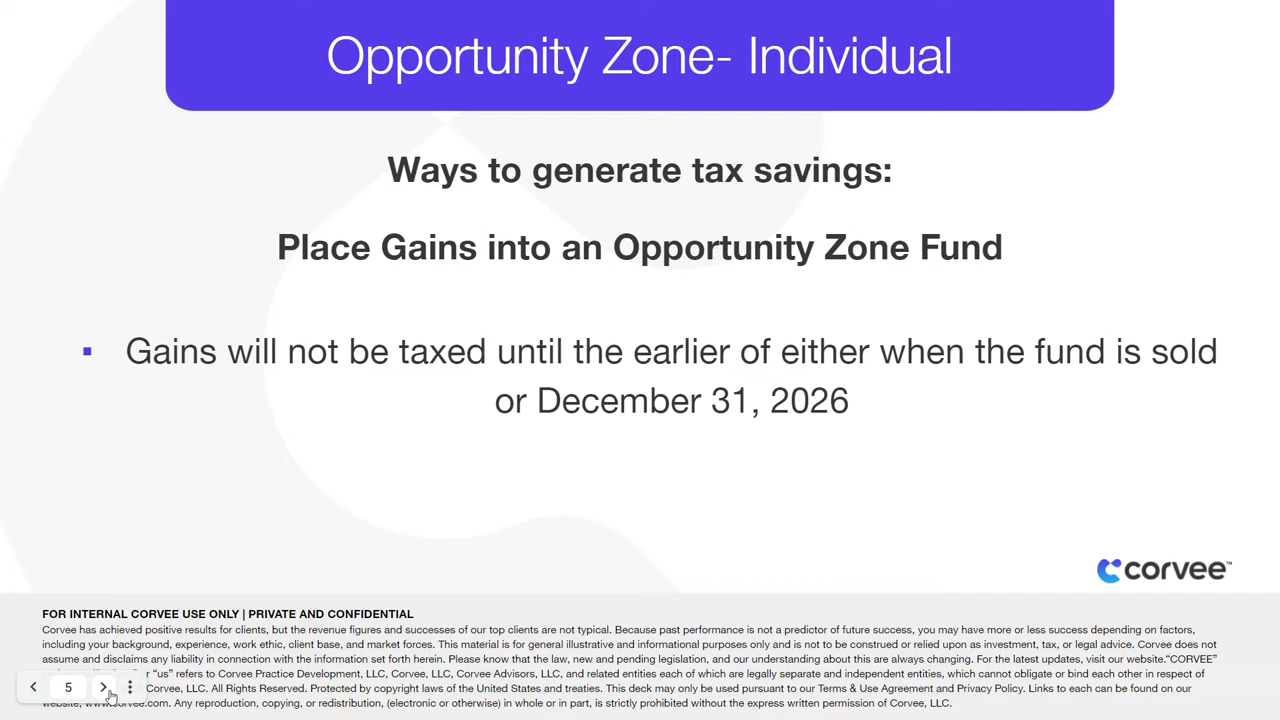 Opportunity Zone- Individual
Ways to generate tax savings:
Place Gains into an Opportunity Zone Fund
▪ Gains will not be taxed until the earlier of either when the fund is sold
or December 31, 2026
corvee™
FOR INTERNAL CORVEE USE ONLY | PRIVATE AND CONFIDENTIAL
Corvee has achieved positive results for clients, but the revenue figures and successes of our top clients are not typical. Because past performance is not a predictor of future success, you may have more or less success depending on factors,
including your background, experience, work ethic, client base, and market forces. This material is for general illustrative and informational purposes only and is not to be construed or relied upon as investment, tax, or legal advice. Corvee does not
assume and disclaims any liability in connection with the information set forth herein. Please know that the law, new and pending legislation, and our understanding about this are always changing. For the latest updates, visit our website.“CORVEE”
r “us” refers to Corvee Practice Development, LLC, Corvee, LLC, Corvee Advisors, LLC, and related entities each of which are legally separate and independent entities, which cannot obligate or bind each other in respect of
5
Corvee, LLC. All Rights Reserved. Protected by copyright laws of the United States and treaties. This deck may only be used pursuant to our Terms & Use Agreement and Privacy Policy. Links to each can be found on our
website, www.corvee.com. Any reproduction, copying, or redistribution, (electronic or otherwise) in whole or in part, is strictly prohibited without the express written permission of Corvee, LLC.